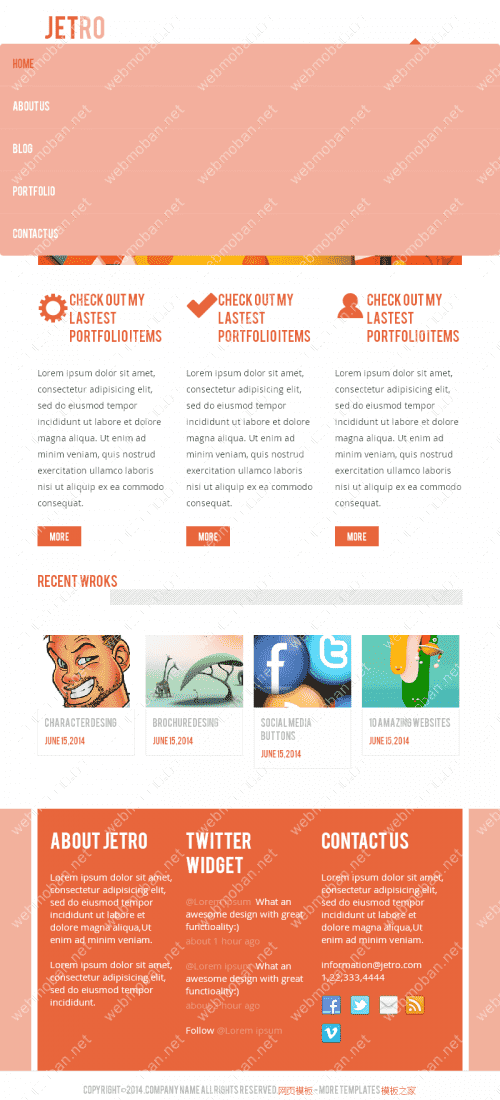 JETRO
HOME
ABOUT US
BLOG
PORTFOLIO
CONTACT US
CHECK OUT MY
LASTEST
PORTFOLIO ITEMS
Lorem ipsum dolor sit amet,
consectetur adipisicing elit,
sed do eiusmod tempor
incididunt ut labore et dolore
magna aliqua. Ut enim ad
minim veniam, quis nostrud
exercitation ullamco laboris
nisi ut aliquip ex ea commodo
consequat.
MORE
CHECK OUT MY
LASTEST
PORTFOLIO ITEMS
Lorem ipsum dolor sit amet,
consectetur adipisicing elit,
sed do eiusmod tempor
incididunt ut labore et dolore
magna aliqua. Ut enim ad
minim veniam, quis nostrud
exercitation ullamco laboris
nisi ut aliquip ex ea commodo
consequat.
MORE
CHECK OUT MY
LASTEST
PORTFOLIO ITEMS
Lorem ipsum dolor sit amet,
consectetur adipisicing elit,
sed do eiusmod tempor
incididunt ut labore et dolore
magna aliqua. Ut enim ad
minim veniam, quis nostrud
exercitation ullamco laboris
nisi ut aliquip ex ea commodo
consequat.
MORE
RECENT WROKS
CHARACTER DESING
JUNE 15, 2014
BROCHURE DESING
JUNE 15, 2014
SOCIAL MEDIA
BUTTONS
JUNE 15, 2014
10 AMAZING WEBSITES
JUNE 15, 2014
ABOUT JETRO
Lorem ipsum dolor sit amet,
consectetur adipisicing elit,
sed do eiusmod tempor
incididunt ut labore et
dolore magna aliqua,Ut
enim ad minim veniam.
Lorem ipsum dolor sit amet,
consectetur adipisicing elit,
sed do eiusmod tempor
incididunt.
TWITTER
WIDGET
@Lorem ipsum What an
awesome design with great
functioality:)
about 1 hour ago
@Lorem ipsum What an
awesome design with great
functioality:)
about 1 hour ago
Follow @Lorem ipsum
CONTACT US
Lorem ipsum dolor sit amet,
consectetur adipisicing elit,
sed do eiusmod tempor
incididunt ut labore et
dolore magna aliqua,Ut
enim ad minim veniam.
information@jetro.com
1,22,333,4444
COPYRIGHT © 2014 .COMPANY NAME ALL RIGHTS RESERVED.网页模板 - MORE TEMPLATES 模板之家
webmoban.net